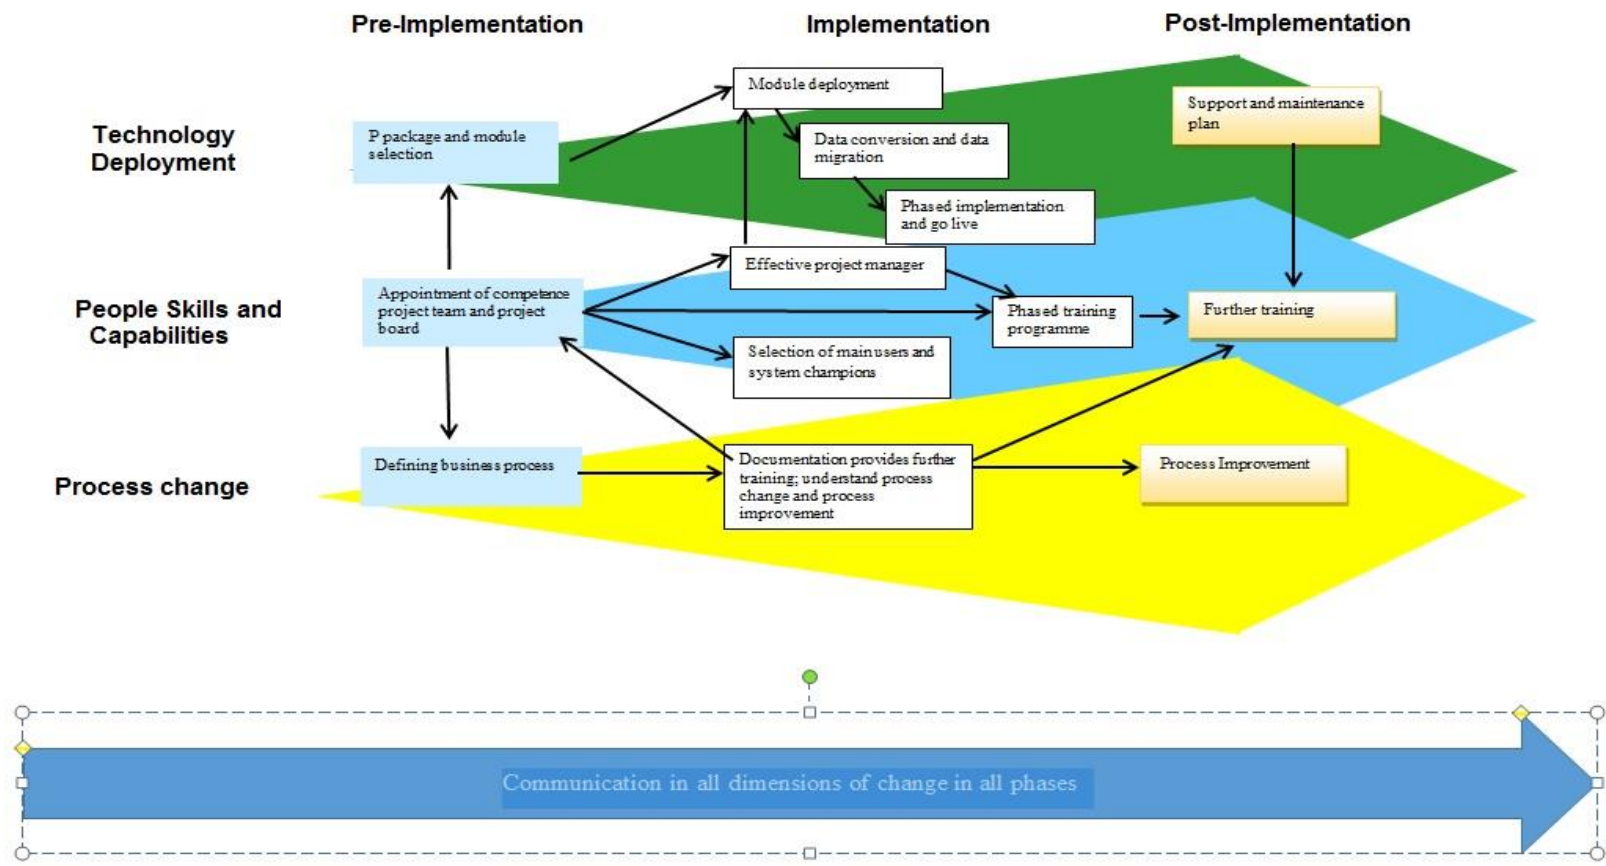 Pre-Implementation
Implementation
Post-Implementation
Technology
Deployment
P package and module
selection
Module deployment
Data conversion and data
migration
Phased implementation
and go live
Support and maintenance
plan
People Skills and
Capabilities
Appointment of competence
project team and project
board
Effective project manager
Phased training
programme
Selection of main users and
system champions
Further training
Process change
Defining business process
Documentation provides further
training; understand process
change and process
improvement
Process Improvement
Communication in all dimensions of change in all phases